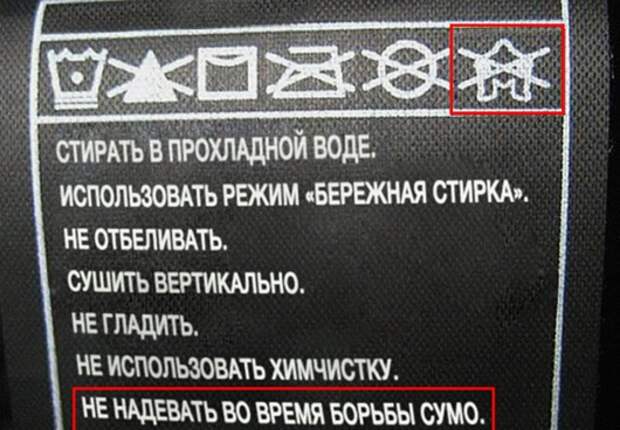 СТИРАТЬ В ПРОХЛАДНОЙ ВОДЕ.
ИСПОЛЬЗОВАТЬ РЕЖИМ «БЕРЕЖНАЯ СТИРКА».
НЕ ОТБЕЛИВАТЬ.
СУШИТЬ ВЕРТИКАЛЬНО.
НЕ ГЛАДИТЬ.
НЕ ИСПОЛЬЗОВАТЬ ХИМЧИСТКУ.
НЕ НАДЕВАТЬ ВО ВРЕМЯ БОРЬБЫ СУМО.